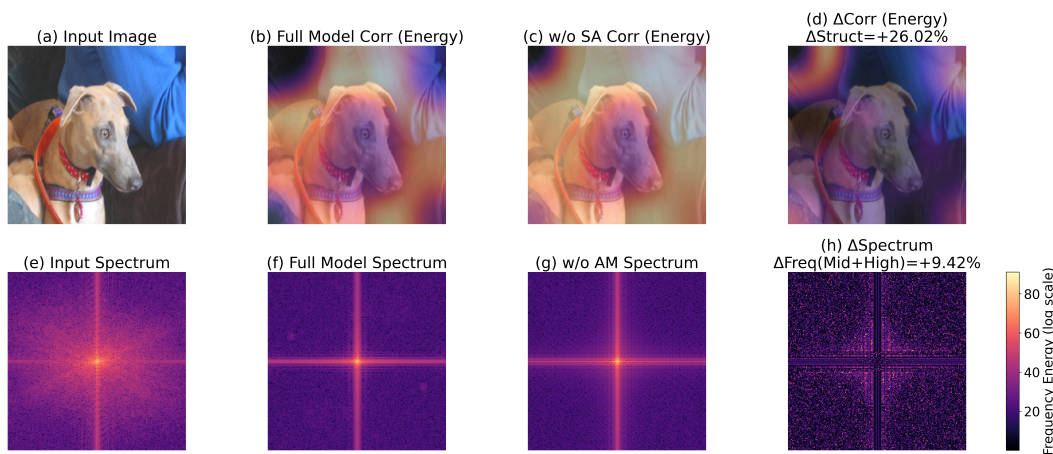 (a) Input Image
(b) Full Model Corr (Energy)
(c) w/o SA Corr (Energy)
(d) ΔCorr (Energy)
ΔStruct=+26.02%
(e) Input Spectrum
(f) Full Model Spectrum
(g) w/o AM Spectrum
(h) ΔSpectrum
ΔFreq(Mid+High)=+9.42%
80
60
40
20
Frequency Energy (log scale)